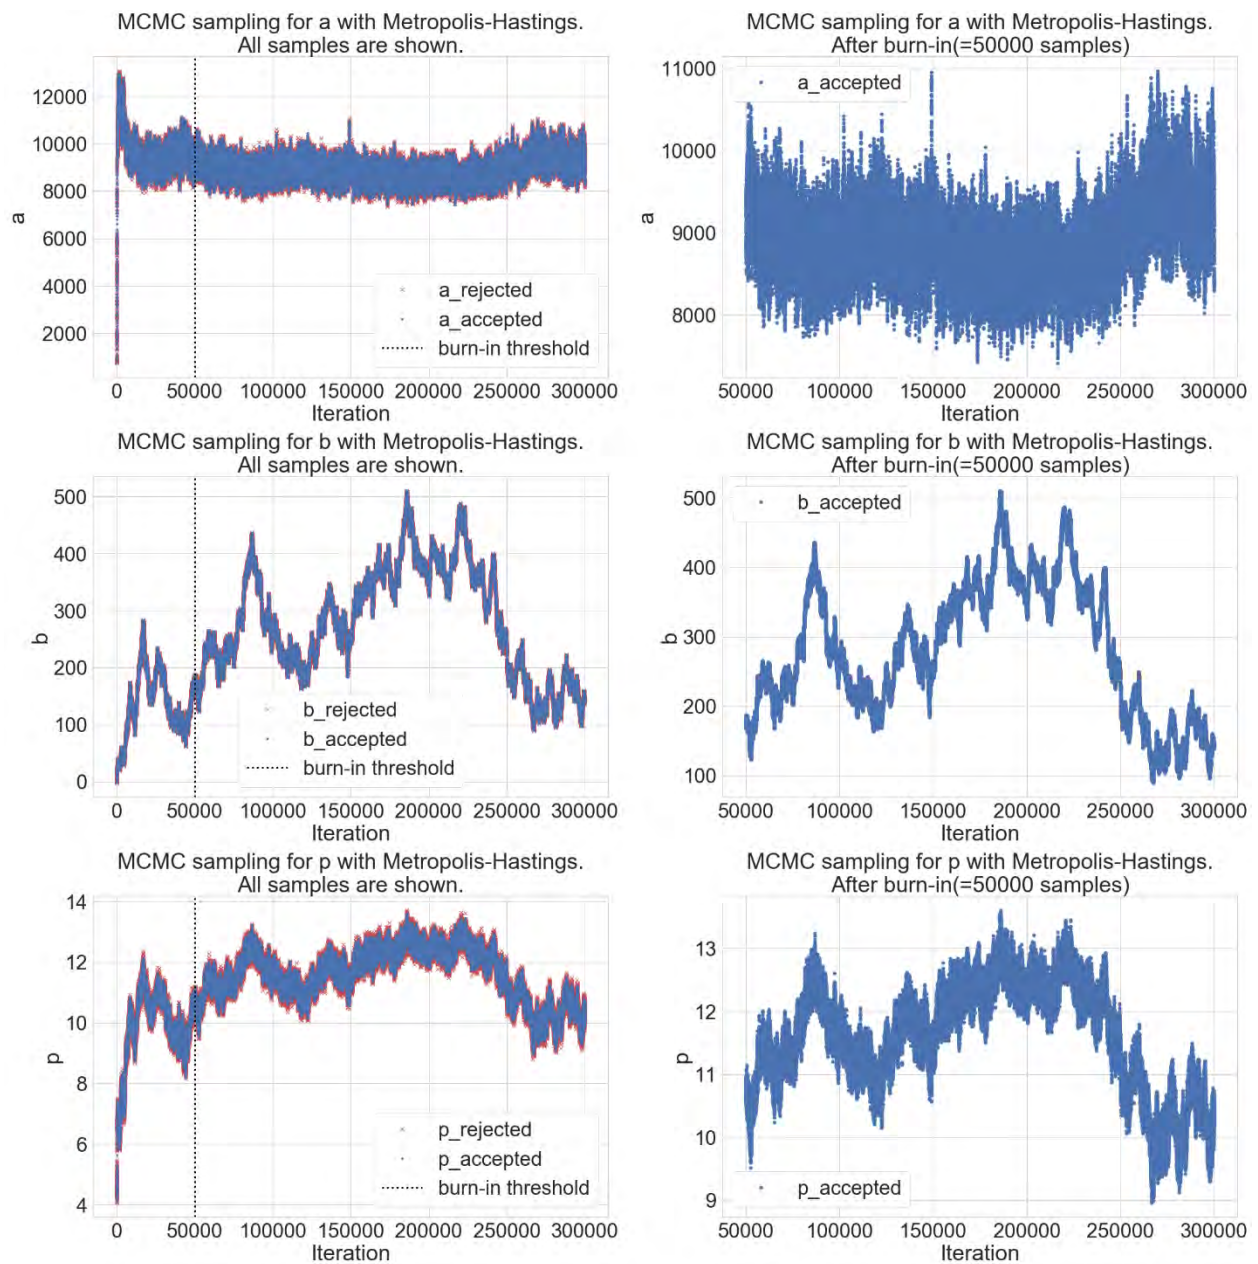 MCMC sampling for a with Metropolis-Hastings.
All samples are shown.
12000
10000
8000
6000
4000
2000
a
a_rejected
a_accepted
burn-in threshold
0 50000 100000 150000 200000 250000 300000
Iteration
MCMC sampling for a with Metropolis-Hastings.
After burn-in(=50000 samples)
11000
10000
9000
8000
a
a_accepted
50000 100000 150000 200000 250000 300000
Iteration
MCMC sampling for b with Metropolis-Hastings.
All samples are shown.
500
400
300
200
100
0
b
b_rejected
b_accepted
burn-in threshold
0 50000 100000 150000 200000 250000 300000
Iteration
MCMC sampling for b with Metropolis-Hastings.
After burn-in(=50000 samples)
500
400
300
200
100
b
b_accepted
50000 100000 150000 200000 250000 300000
Iteration
MCMC sampling for p with Metropolis-Hastings.
All samples are shown.
14
12
10
8
6
4
p
p_rejected
p_accepted
burn-in threshold
0 50000 100000 150000 200000 250000 300000
Iteration
MCMC sampling for p with Metropolis-Hastings.
After burn-in(=50000 samples)
13
12
11
10
9
p
p_accepted
50000 100000 150000 200000 250000 300000
Iteration